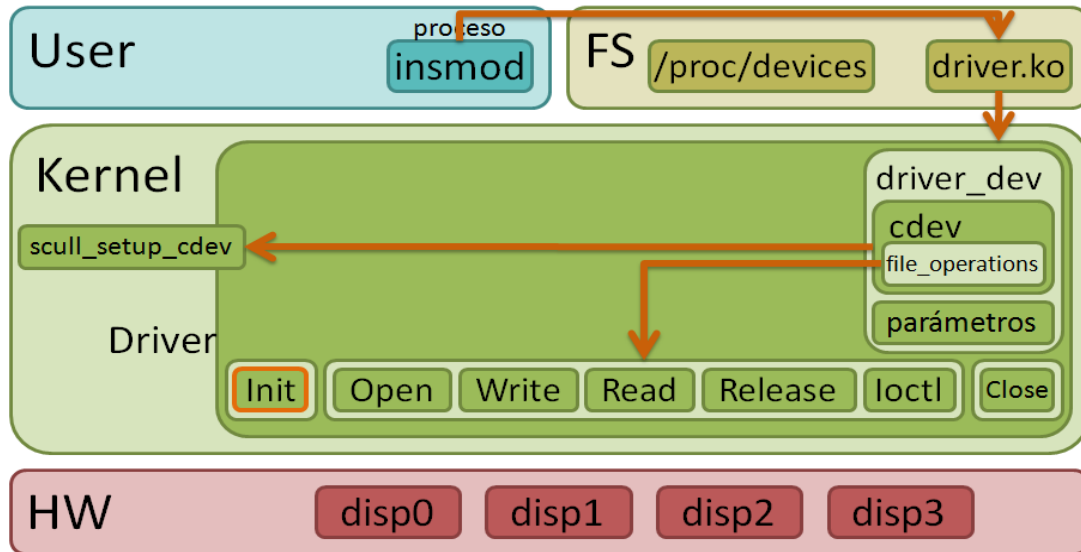 User
proceso
insmod
FS
/proc/devices
driver.ko
Kernel
driver_dev
cdev
file_operations
scull_setup_cdev
parámetros
Driver
Init
Open
Write
Read
Release
Ioctl
Close
HW
disp0
disp1
disp2
disp3